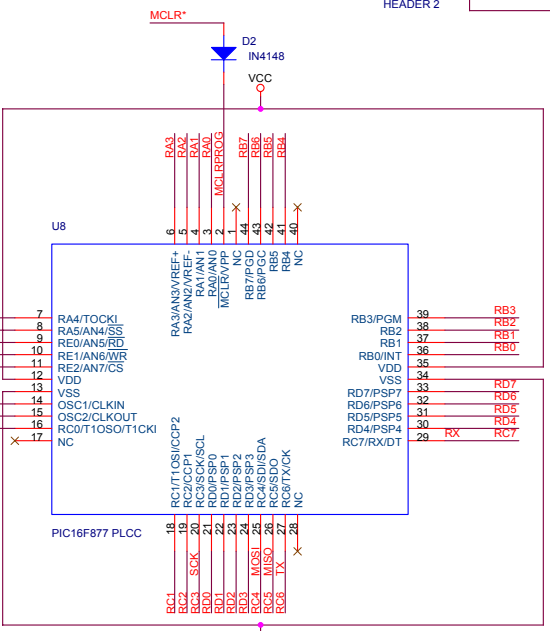 HEADER 2
MCLR*
D2
IN4148
VCC
RA3
RA2
RA1
RA0
MCLRPROG
RB7
RB6
RB5
RB4
U8
6
5
4
3
2
1
44
43
42
41
40
RA3/AN3/VREF+
RA2/AN2/VREF-
RA1/AN1
RA0/AN0
MCLR/VPP
NC
RB7/PGD
RB6/PGC
RB5
RB4
NC
7 RA4/TOCKI
8 RA5/AN4/SS
9 RE0/AN5/RD
10 RE1/AN6/WR
11 RE2/AN7/CS
12 VDD
13 VSS
14 OSC1/CLKIN
15 OSC2/CLKOUT
16 RC0/T1OSO/T1CKI
17 NC
RB3/PGM 39 RB3
RB2 38 RB2
RB1 37 RB1
RB0/INT 36 RB0
VDD 35
VSS 34
RD7/PSP7 33 RD7
RD6/PSP6 32 RD6
RD5/PSP5 31 RD5
RD4/PSP4 30 RD4
RC7/RX/DT 29 RX RC7
RC1/T1OSI/CCP2
RC2/CCP1
RC3/SCK/SCL
RD0/PSP0
RD1/PSP1
RD2/PSP2
RD3/PSP3
RC4/SDI/SDA
RC5/SDO
RC6/TX/CK
NC
PIC16F877 PLCC
18
19
20
21
22
23
24
25
26
27
28
SCK
MOSI
MISO
TX
RC1
RC2
RC3
RD0
RD1
RD2
RD3
RC4
RC5
RC6